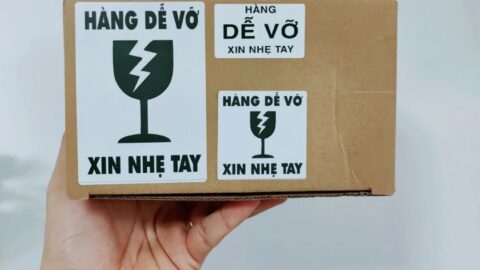 HÀNG DỄ VỠ
XIN NHẸ TAY
HÀNG
DỄ VỠ
XIN NHẸ TAY
HÀNG DỄ VỠ
XIN NHẸ TAY